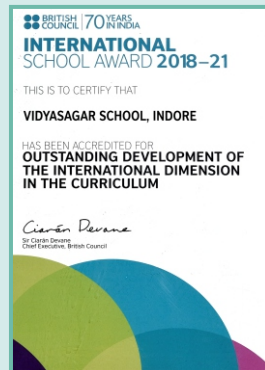 BRITISH COUNCIL | 70 YEARS IN INDIA
INTERNATIONAL
SCHOOL AWARD 2018–21
THIS IS TO CERTIFY THAT
VIDYASAGAR SCHOOL, INDORE
HAS BEEN ACCREDITED FOR
OUTSTANDING DEVELOPMENT OF
THE INTERNATIONAL DIMENSION
IN THE CURRICULUM
Ciarán Devane
Sir Ciarán Devane
Chief Executive, British Council